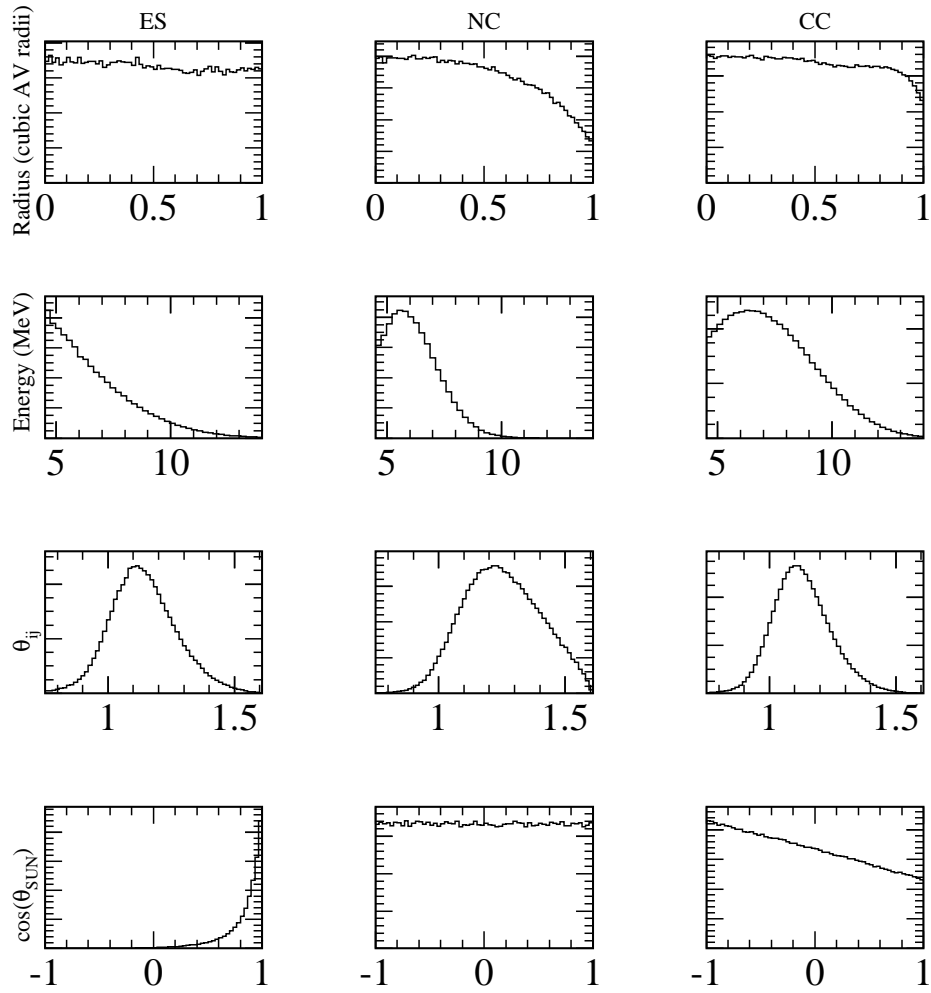 ES NC CC
Radius (cubic AV radii)
0 0.5 1 0 0.5 1 0 0.5 1
Energy (MeV)
5 10 5 10 5 10
θij
1 1.5 1 1.5 1 1.5
cos(θSUN)
-1 0 1 -1 0 1 -1 0 1